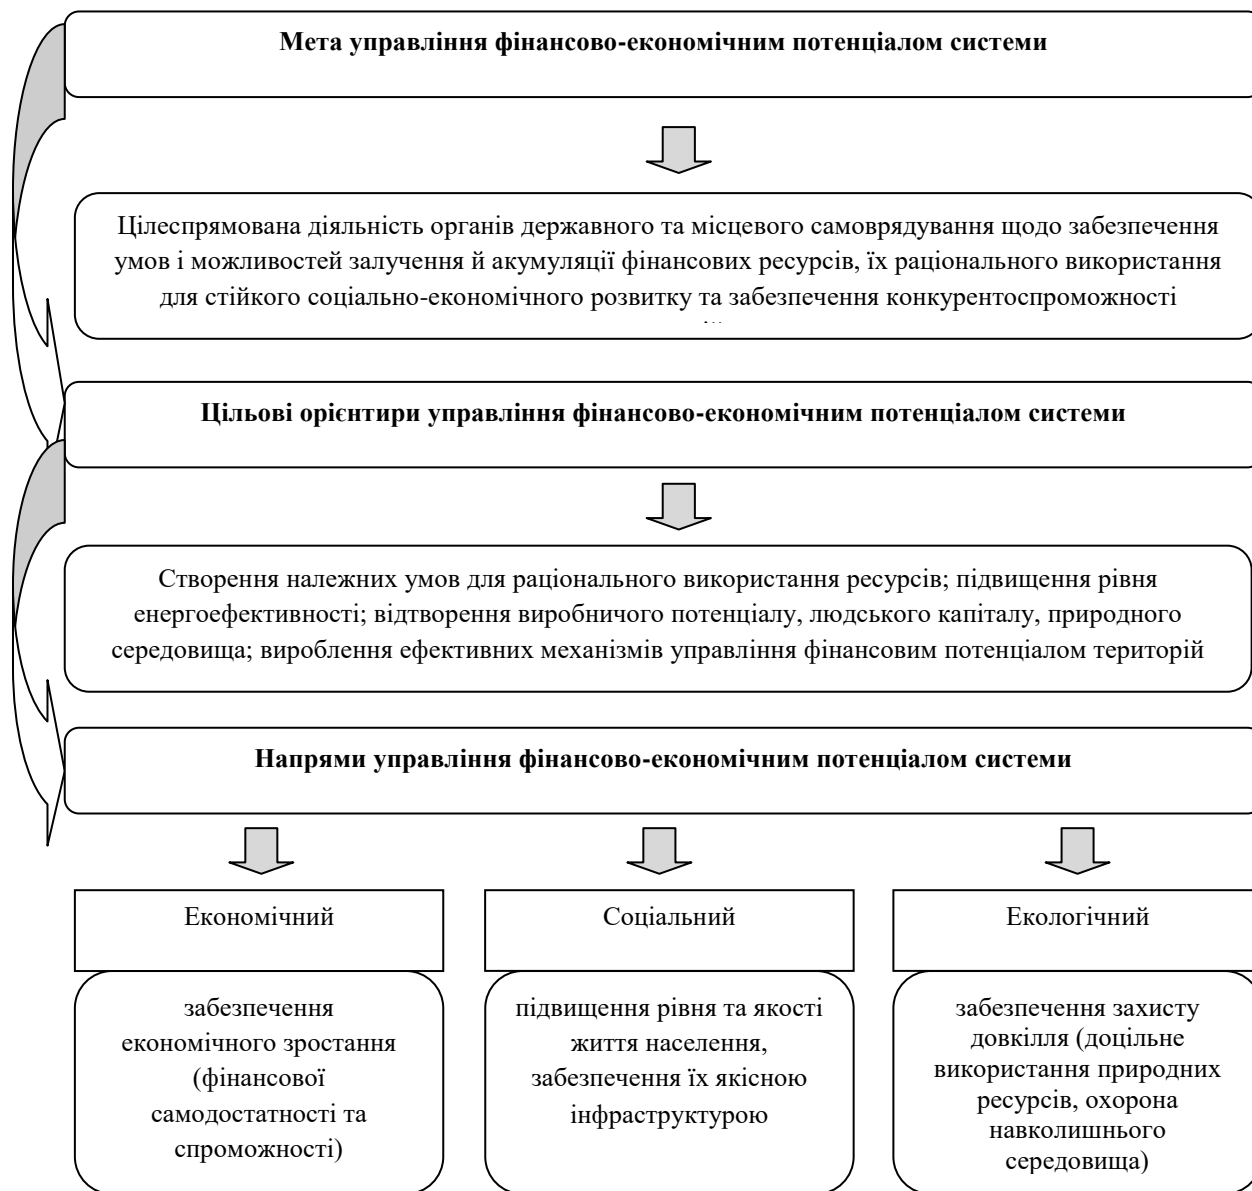 Мета управління фінансово-економічним потенціалом системи
Цілеспрямована діяльність органів державного та місцевого самоврядування щодо забезпечення
умов і можливостей залучення й акумуляції фінансових ресурсів, їх раціонального використання
для стійкого соціально-економічного розвитку та забезпечення конкурентоспроможності
Цільові орієнтири управління фінансово-економічним потенціалом системи
Створення належних умов для раціонального використання ресурсів; підвищення рівня
енергоефективності; відтворення виробничого потенціалу, людського капіталу, природного
середовища; вироблення ефективних механізмів управління фінансовим потенціалом територій
Напрями управління фінансово-економічним потенціалом системи
Економічний
забезпечення
економічного зростання
(фінансової
самодостатності та
спроможності)
Соціальний
підвищення рівня та якості
життя населення,
забезпечення їх якісною
інфраструктурою
Екологічний
забезпечення захисту
довкілля (доцільне
використання природних
ресурсів, охорона
навколишнього
середовища)